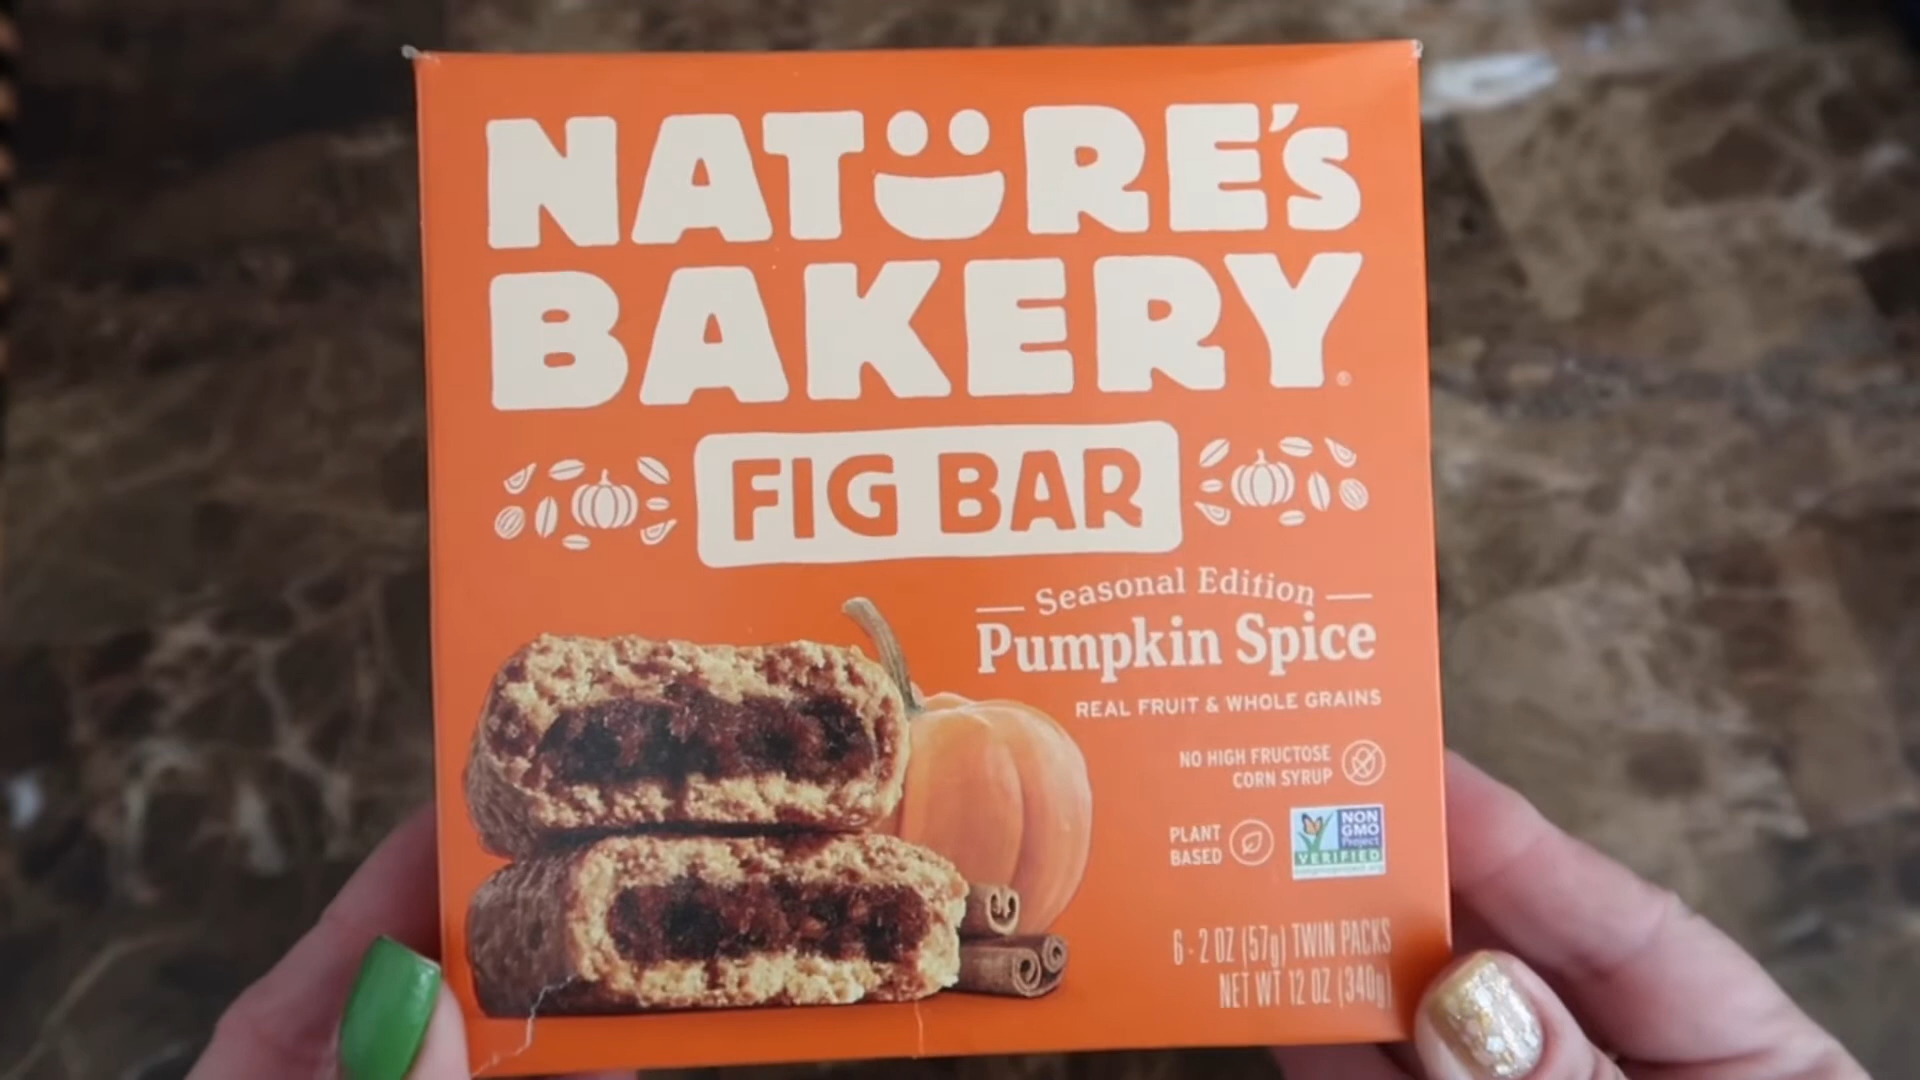 NATURE'S
BAKERY®
FIG BAR
Seasonal Edition
Pumpkin Spice
REAL FRUIT & WHOLE GRAINS
NO HIGH FRUCTOSE
CORN SYRUP
PLANT
BASED
NON
GMO
Project
VERIFIED
6 - 2 OZ (57g) TWIN PACKS
NET WT 12 OZ (340g)